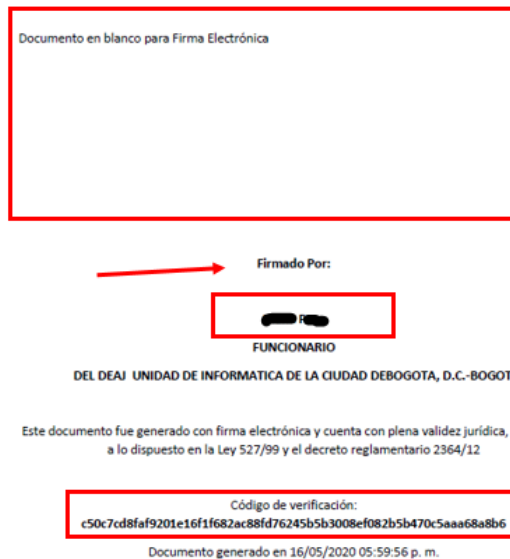 Documento en blanco para Firma Electrónica
Firmado Por:
FUNCIONARIO
DEL DEAJ UNIDAD DE INFORMATICA DE LA CIUDAD DEBOGOTA, D.C.-BOGOT
Este documento fue generado con firma electrónica y cuenta con plena validez jurídica,
a lo dispuesto en la Ley 527/99 y el decreto reglamentario 2364/12
Código de verificación:
c50c7cd8faf9201e16f1f682ac88fd76245b5b3008ef082b5b470c5aaa68a8b6
Documento generado en 16/05/2020 05:59:56 p. m.